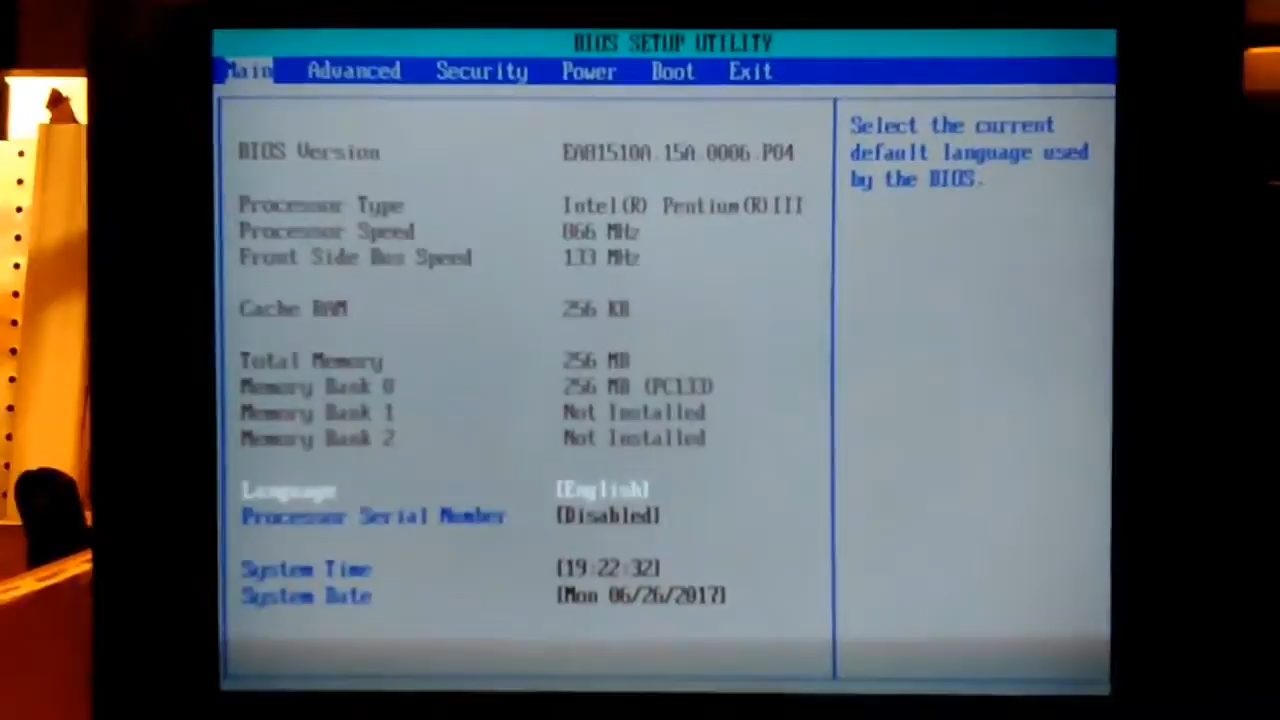 BIOS SETUP UTILITY
Main Advanced Security Power Boot Exit
BIOS Version EA81510A.15A.0006.P04
Processor Type Intel(R) Pentium(R)III
Processor Speed 866 MHz
Front Side Bus Speed 133 MHz
Cache RAM 256 KB
Total Memory 256 MB
Memory Bank 0 256 MB (PC133)
Memory Bank 1 Not Installed
Memory Bank 2 Not Installed
Language [English]
Processor Serial Number [Disabled]
System Time [19:22:32]
System Date [Mon 06/26/2017]
Select the current
default language used
by the BIOS.